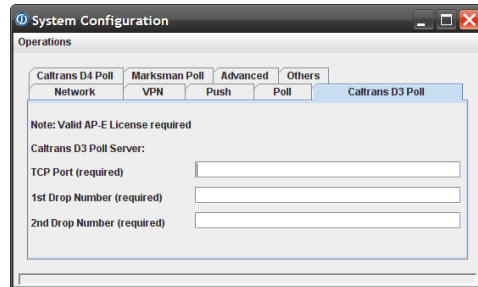 System Configuration
Operations
Caltrans D4 Poll Marksman Poll Advanced Others
Network VPN Push Poll Caltrans D3 Poll
Note: Valid AP-E License required
Caltrans D3 Poll Server:
TCP Port (required)
1st Drop Number (required)
2nd Drop Number (required)